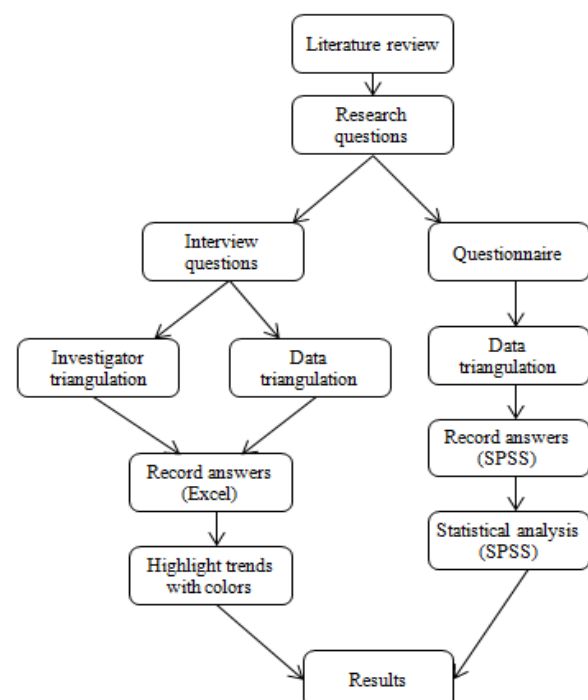 Literature review
Research
questions
Interview
questions
Questionnaire
Investigator
triangulation
Data
triangulation
Data
triangulation
Record answers
(Excel)
Record answers
(SPSS)
Highlight trends
with colors
Statistical analysis
(SPSS)
Results